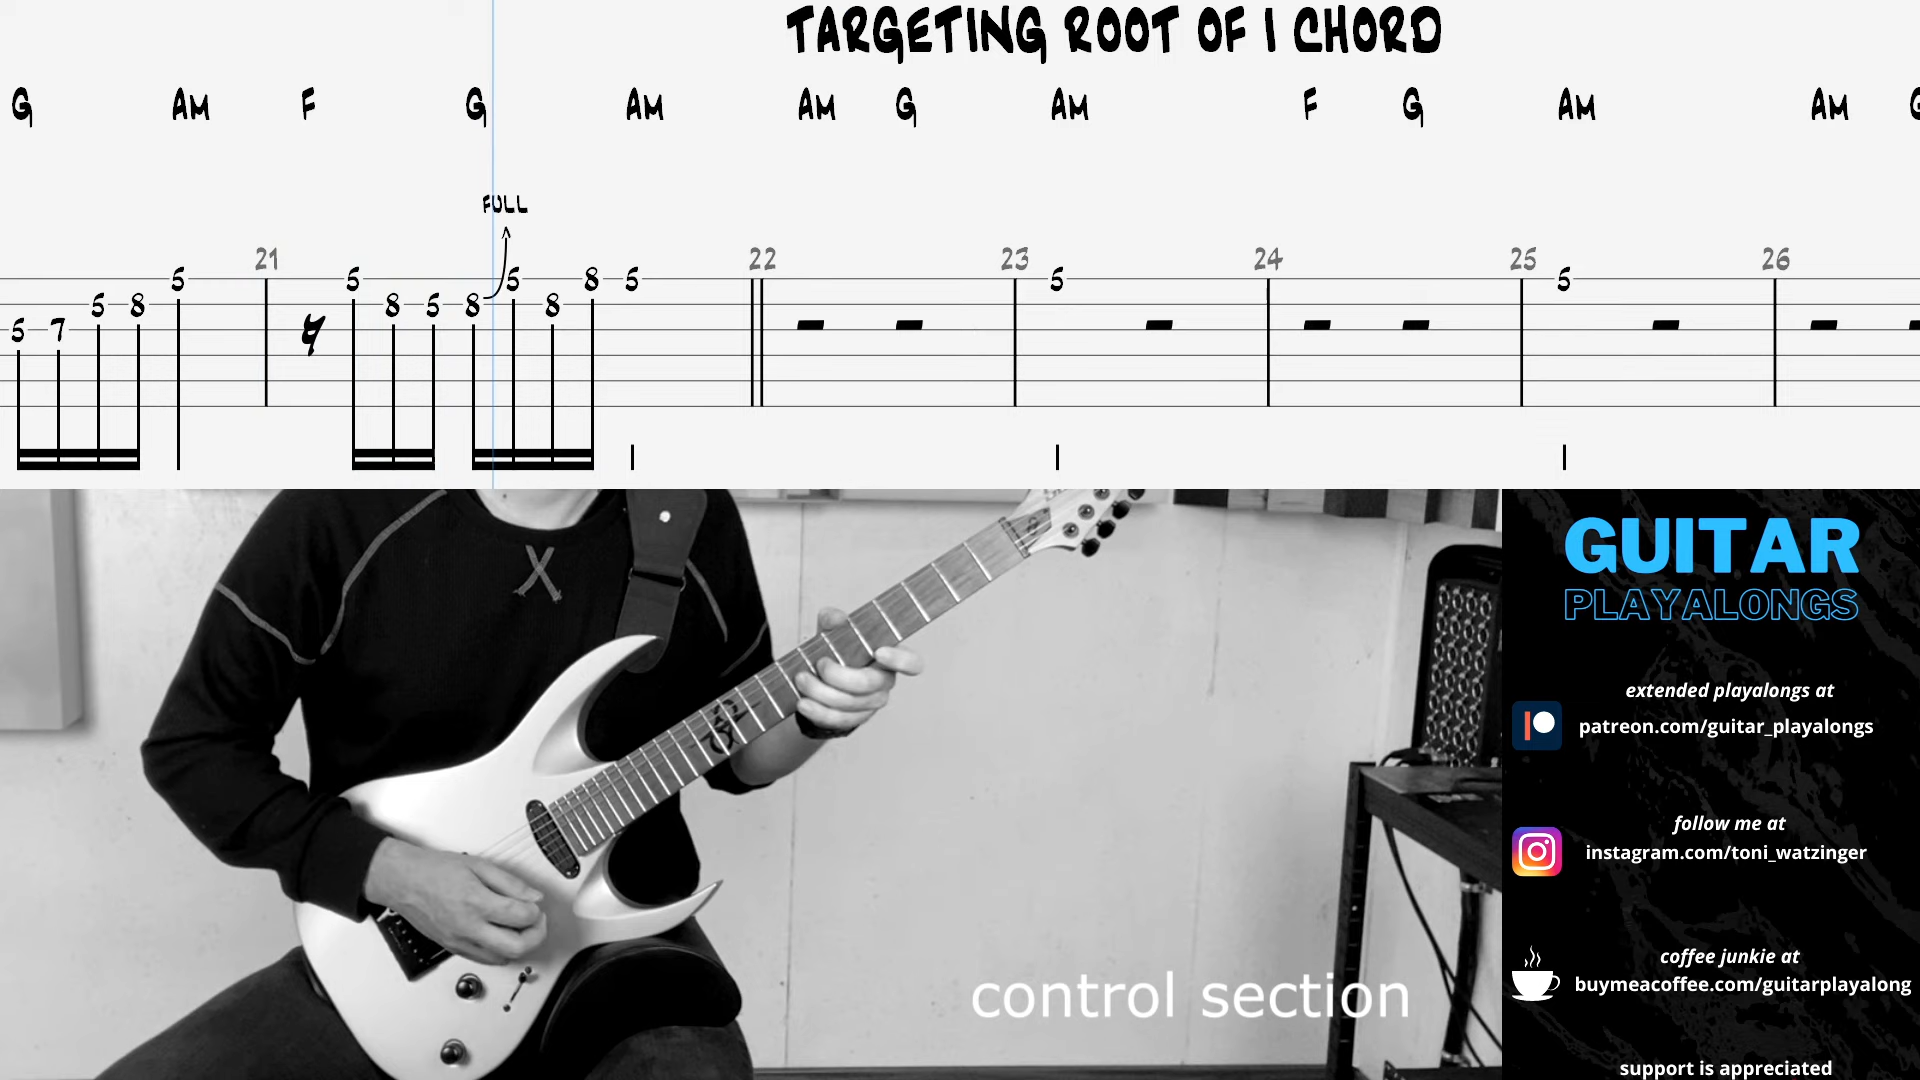 TARGETING ROOT OF I CHORD
G AM F G AM AM G AM F G AM AM G
FULL
21 22 23 24 25 26
5 5 5 5
5 8 8 5 8 8 5 8 5
5 7
GUITAR
PLAYALONGS
extended playalongs at
patreon.com/guitar_playalongs
follow me at
instagram.com/toni_watzinger
coffee junkie at
buymeacoffee.com/guitarplayalong
control section
support is appreciated